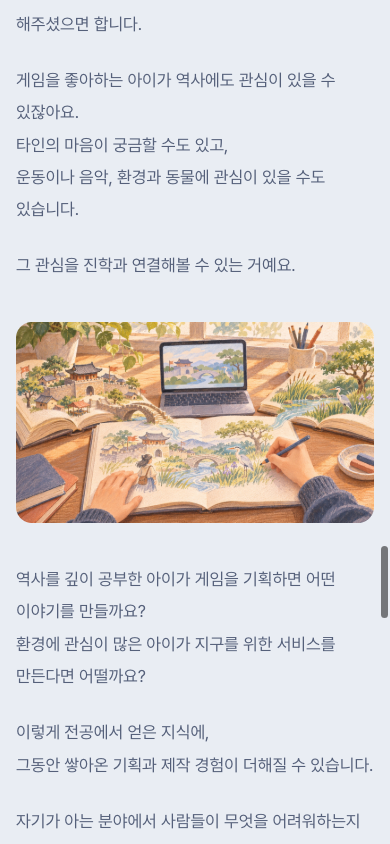 해주셨으면 합니다.
게임을 좋아하는 아이가 역사에도 관심이 있을 수
있잖아요.
타인의 마음이 궁금할 수도 있고,
운동이나 음악, 환경과 동물에 관심이 있을 수도
있습니다.
그 관심을 진학과 연결해볼 수 있는 거예요.
역사를 깊이 공부한 아이가 게임을 기획하면 어떤
이야기를 만들까요?
환경에 관심이 많은 아이가 지구를 위한 서비스를
만든다면 어떨까요?
이렇게 전공에서 얻은 지식에,
그동안 쌓아온 기획과 제작 경험이 더해질 수 있습니다.
자기가 아는 분야에서 사람들이 무엇을 어려워하는지